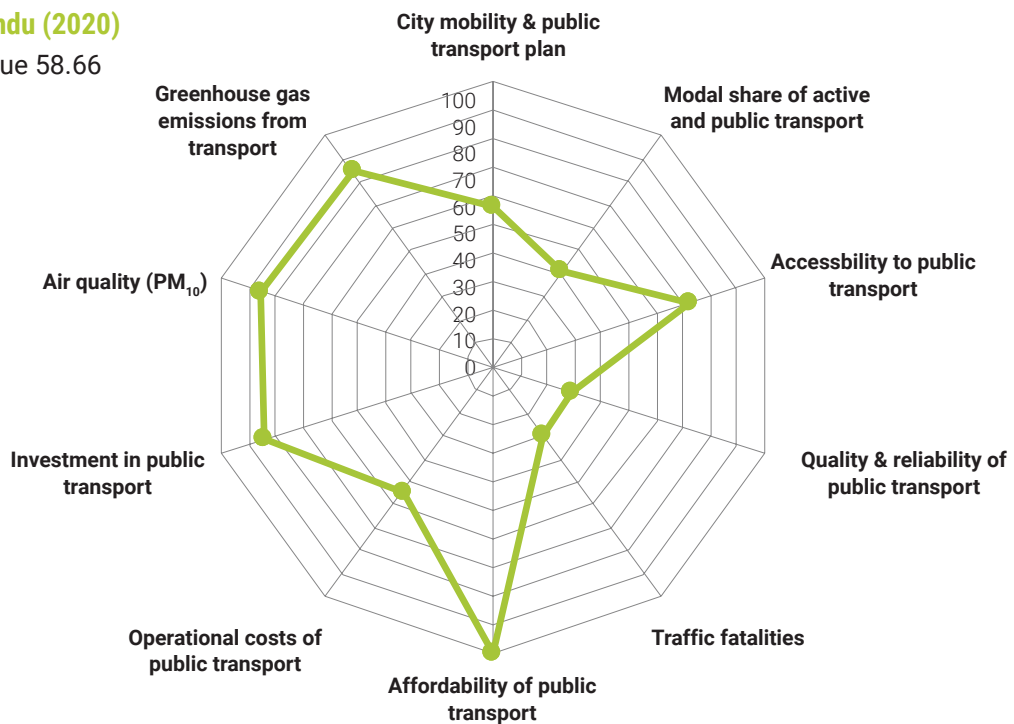 ndu (2020)
ue 58.66
City mobility & public
transport plan
Modal share of active
and public transport
Accessbility to public
transport
Quality & reliability of
public transport
Traffic fatalities
Affordability of public
transport
Operational costs of
public transport
Investment in public
transport
Air quality (PM₁₀)
Greenhouse gas
emissions from
transport
100
90
80
70
60
50
40
30
20
10
0